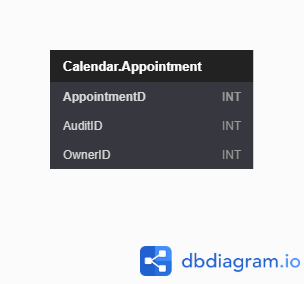 Calendar.Appointment
AppointmentD INT
AuditID INT
OwnerID INT
dbdiagram.io